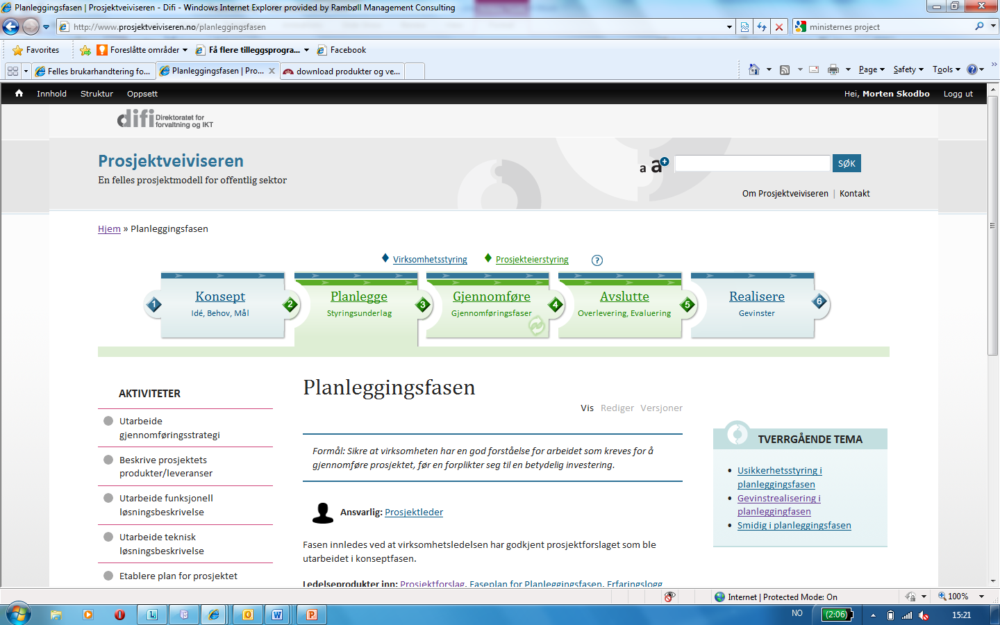 Planleggingsfasen | Prosjektveiviseren - Difi - Windows Internet Explorer provided by Rambøll Management Consulting
http://www.prosjektveiviseren.no/planleggingsfasen
ministernes project
Favorites
Foreslåtte områder
Få flere tilleggsprogra...
Facebook
Felles brukarhandtering fo...
Planleggingsfasen | Pro...
download produkter og ve...
Page
Safety
Tools
Innhold
Struktur
Oppsett
Hei, Morten Skodbo
Logg ut
difi Direktoratet for
forvaltning og IKT
Prosjektveiviseren
En felles prosjektmodell for offentlig sektor
a a+
SØK
Om Prosjektveiviseren | Kontakt
Hjem » Planleggingsfasen
Virksomhetsstyring
Prosjekteierstyring
?
1
Konsept
Idé, Behov, Mål
2
Planlegge
Styringsunderlag
3
Gjennomføre
Gjennomføringsfaser
4
Avslutte
Overlevering, Evaluering
5
Realisere
Gevinster
6
AKTIVITETER
Utarbeide
gjennomføringsstrategi
Beskrive prosjektets
produkter/leveranser
Utarbeide funksjonell
løsningsbeskrivelse
Utarbeide teknisk
løsningsbeskrivelse
Etablere plan for prosjektet
Planleggingsfasen
Vis Rediger Versjoner
Formål: Sikre at virksomheten har en god forståelse for arbeidet som kreves for å
gjennomføre prosjektet, før en forplikter seg til en betydelig investering.
Ansvarlig: Prosjektleder
Fasen innledes ved at virksomhetsledelsen har godkjent prosjektforslaget som ble
utarbeidet i konseptfasen.
Ledelseprodukter inn: Prosjektforslag, Faseplan for Planleggingsfasen, Erfaringslogg
TVERRGÅENDE TEMA
Usikkerhetsstyring i
planleggingsfasen
Gevinstrealisering i
planleggingfasen
Smidig i planleggingsfasen
Internet | Protected Mode: On
100%
NO
(2:06)
15:21